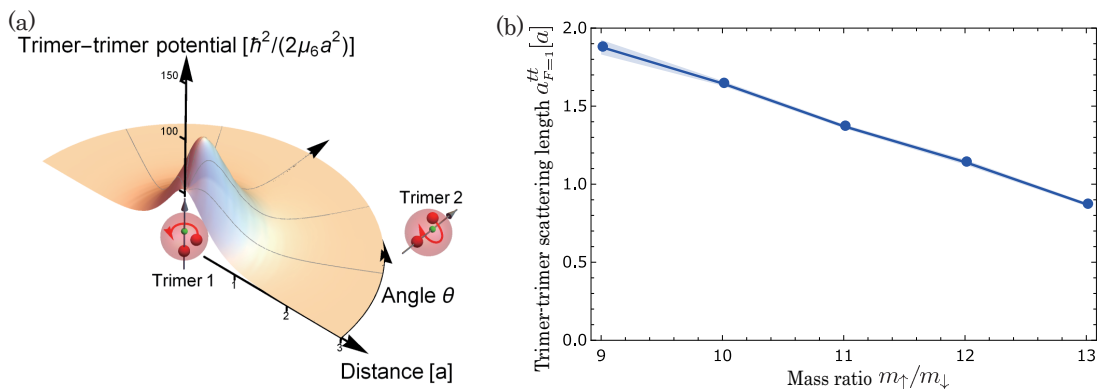 (a)
Trimer–trimer potential [ħ²/(2μ₆a²)]
150
100
Trimer 1
Trimer 2
Angle θ
1
2
3
Distance [a]
(b)
Trimer-trimer scattering length a^{tt}_{F=1}[a]
2.0
1.5
1.0
0.5
0.0
9 10 11 12 13
Mass ratio m↑/m↓